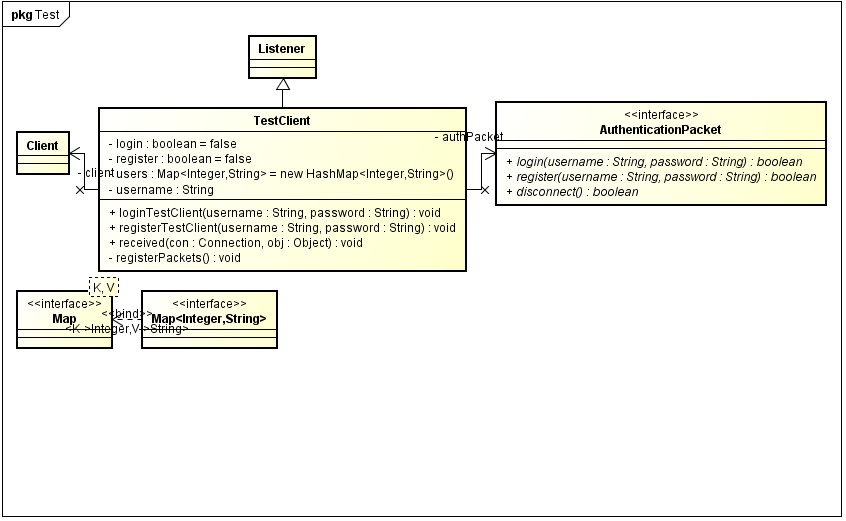 pkg Test
Listener
TestClient
- login : boolean = false
- register : boolean = false
- users : Map<Integer,String> = new HashMap<Integer,String>()
- username : String
+ loginTestClient(username : String, password : String) : void
+ registerTestClient(username : String, password : String) : void
+ received(con : Connection, obj : Object) : void
- registerPackets() : void
Client
- client
- authPacket
<<interface>>
AuthenticationPacket
+ login(username : String, password : String) : boolean
+ register(username : String, password : String) : boolean
+ disconnect() : boolean
K, V
<<interface>>
Map
<<bind>>
<K->Integer,V->String>
<<interface>>
Map<Integer,String>